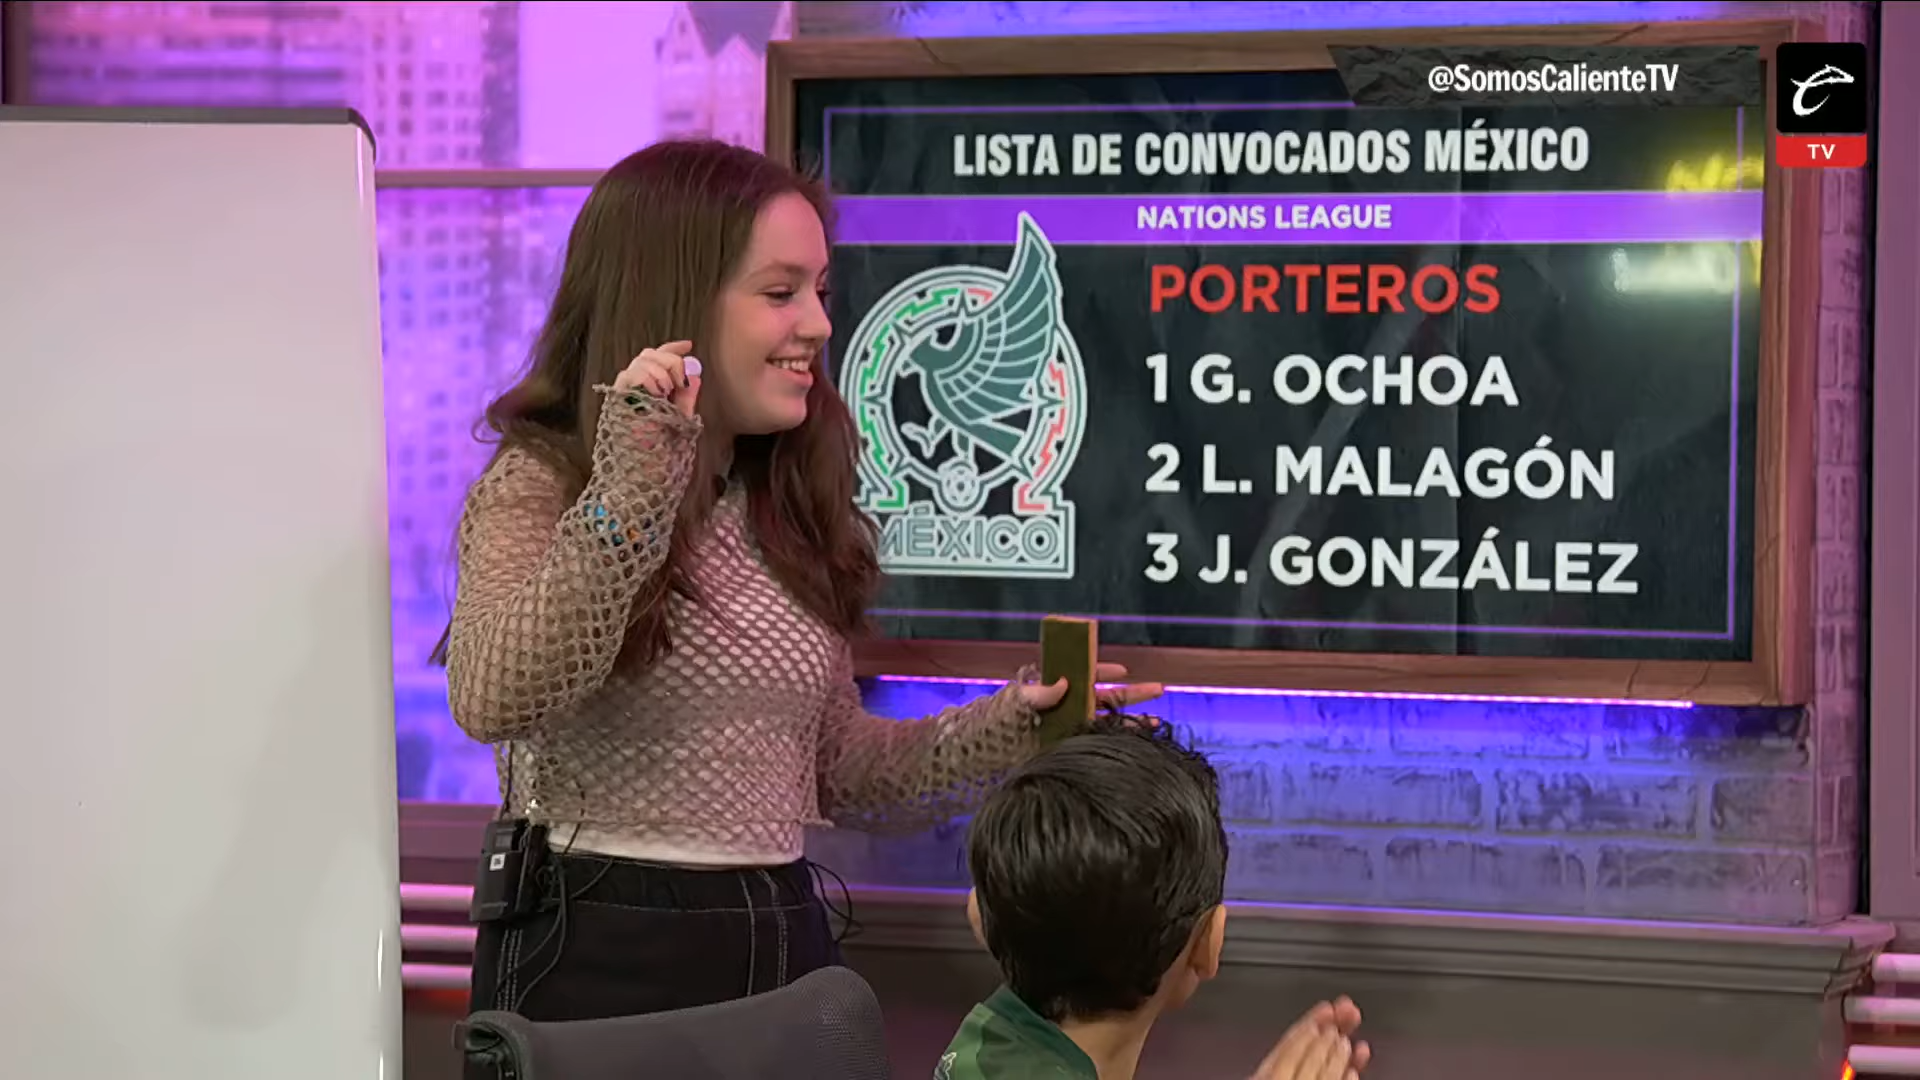 @SomosCalienteTV
TV
LISTA DE CONVOCADOS MÉXICO
NATIONS LEAGUE
PORTEROS
1 G. OCHOA
2 L. MALAGÓN
3 J. GONZÁLEZ
MÉXICO